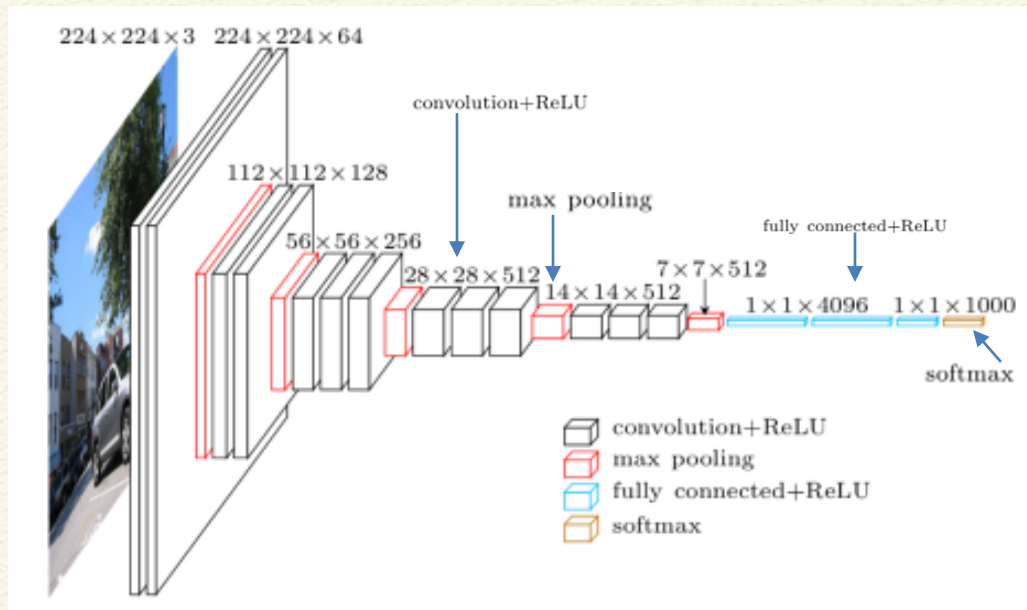 224×224×3 224×224×64
convolution+ReLU
112×112×128
max pooling
fully connected+ReLU
56×56×256
28×28×512
7×7×512
14×14×512
1×1×4096 1×1×1000
softmax
convolution+ReLU
max pooling
fully connected+ReLU
softmax